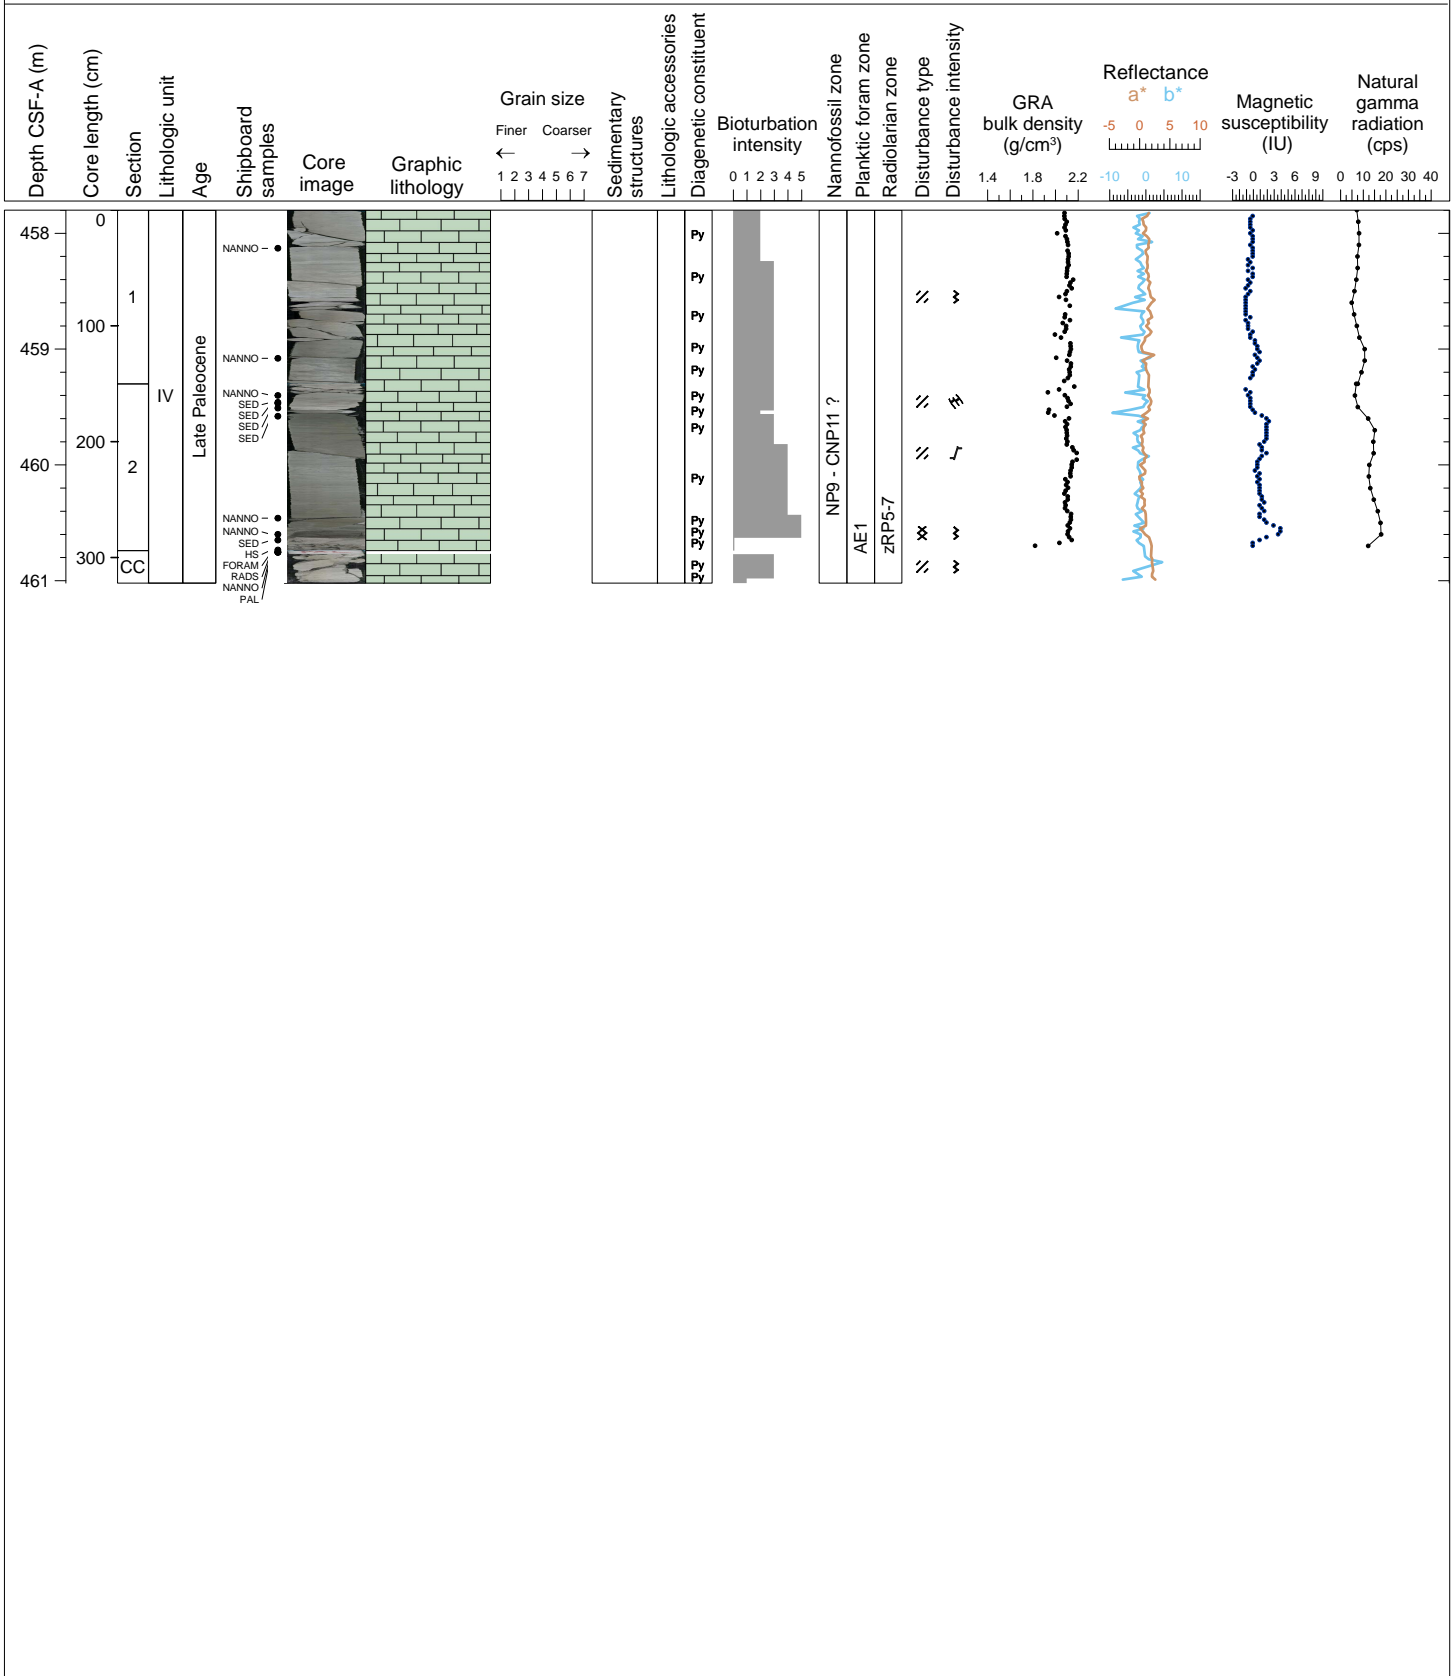 Depth CSF-A (m)
Core length (cm)
Section
Lithologic unit
Age
Shipboard
samples
Core
image
Graphic
lithology
Grain size
Finer Coarser
← →
1 2 3 4 5 6 7
Sedimentary
structures
Lithologic accessories
Diagenetic constituent
Bioturbation
intensity
0 1 2 3 4 5
Nannofossil zone
Planktic foram zone
Radiolarian zone
Disturbance type
Disturbance intensity
GRA
bulk density
(g/cm³)
1.4 1.8 2.2
Reflectance
a* b*
-5 0 5 10
-10 0 10
Magnetic
susceptibility
(IU)
-3 0 3 6 9
Natural
gamma
radiation
(cps)
0 10 20 30 40
458
459
460
461
0
100
200
300
1
2
CC
IV
Late Paleocene
NANNO
NANNO
NANNO
SED
SED
SED
SED
NANNO
NANNO
SED
HS
FORAM
RADS
NANNO
PAL
Py
Py
Py
Py
Py
Py
Py
Py
Py
Py
Py
Py
Py
Py
NP9 - CNP11 ?
AE1
zRP5-7